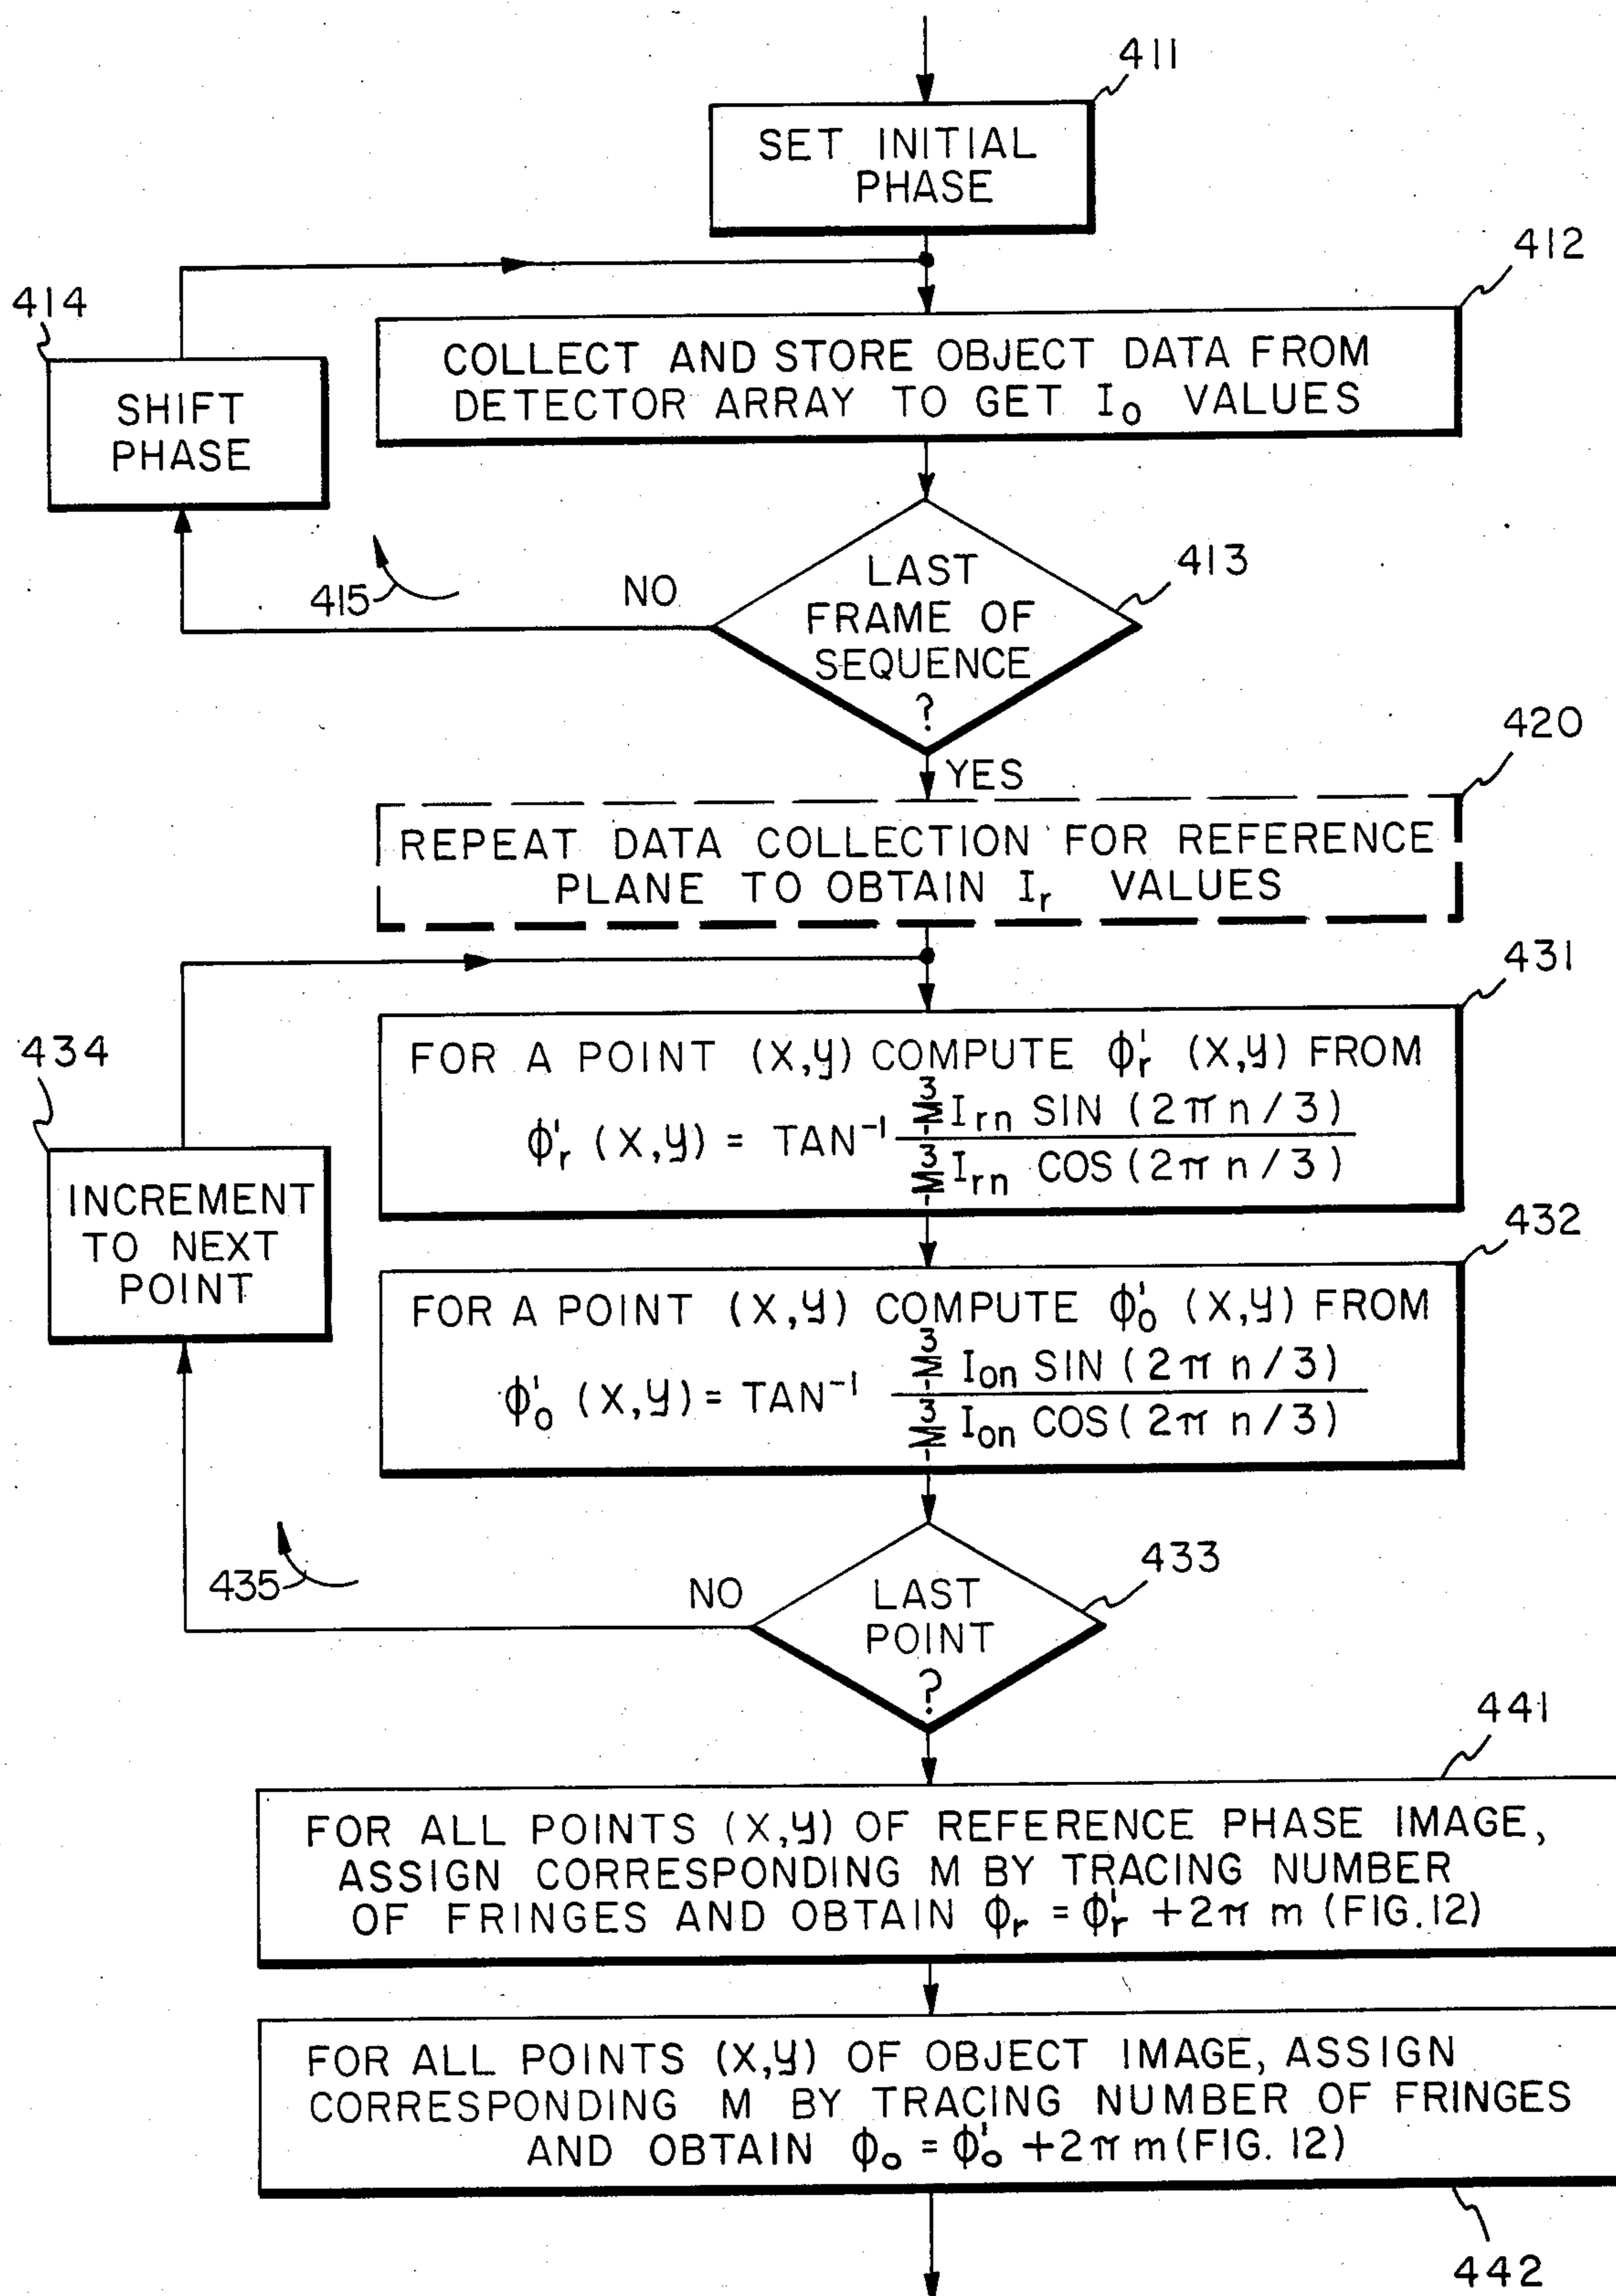 411
SET INITIAL
PHASE
412
414
COLLECT AND STORE OBJECT DATA FROM
DETECTOR ARRAY TO GET I₀ VALUES
SHIFT
PHASE
413
415
NO
LAST
FRAME OF
SEQUENCE
?
420
YES
REPEAT DATA COLLECTION FOR REFERENCE
PLANE TO OBTAIN Iᵣ VALUES
431
434
FOR A POINT (X,Y) COMPUTE ϕ'ᵣ (X,Y) FROM
ϕ'ᵣ (X,Y) = TAN⁻¹ Σ Iᵣₙ SIN (2π n/3) / Σ Iᵣₙ COS (2π n/3)
INCREMENT
TO NEXT
POINT
432
FOR A POINT (X,Y) COMPUTE ϕ'₀ (X,Y) FROM
ϕ'₀ (X,Y) = TAN⁻¹ Σ I₀ₙ SIN (2π n/3) / Σ I₀ₙ COS (2π n/3)
433
435
NO
LAST
POINT
?
441
FOR ALL POINTS (X,Y) OF REFERENCE PHASE IMAGE,
ASSIGN CORRESPONDING M BY TRACING NUMBER
OF FRINGES AND OBTAIN ϕᵣ = ϕ'ᵣ +2π m (FIG.12)
FOR ALL POINTS (X,Y) OF OBJECT IMAGE, ASSIGN
CORRESPONDING M BY TRACING NUMBER OF FRINGES
AND OBTAIN ϕ₀ = ϕ'₀ +2π m (FIG. 12)
442